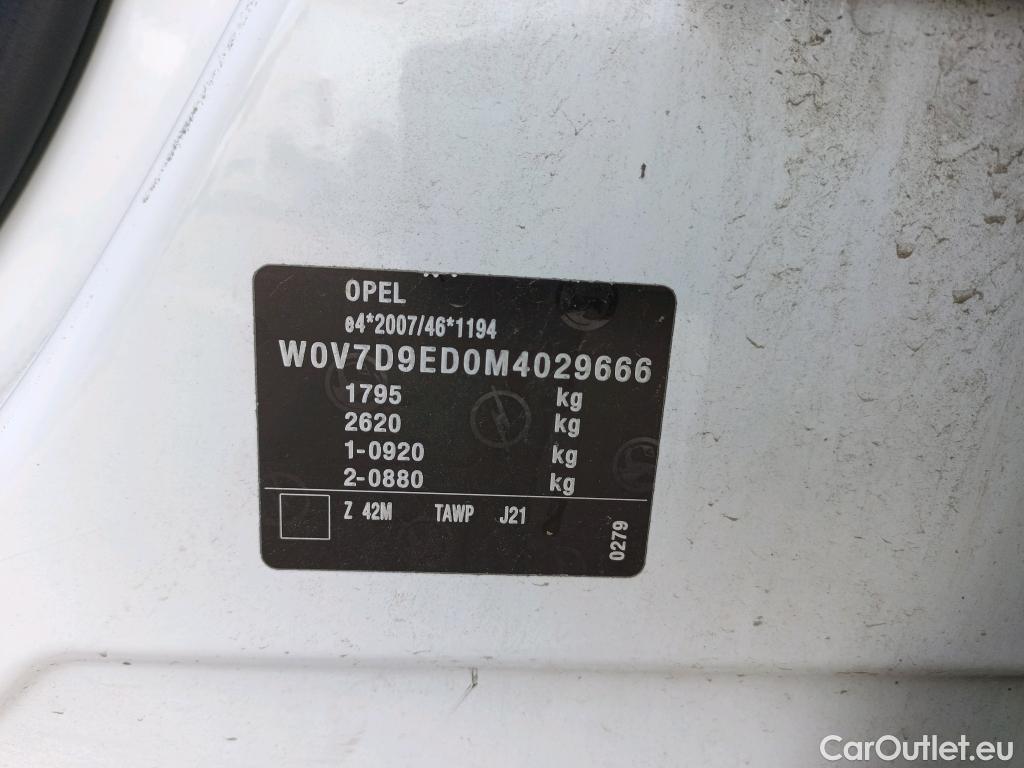 OPEL
e4*2007/46*1194
W0V7D9ED0M4029666
1795 kg
2620 kg
1-0920 kg
2-0880 kg
Z 42M TAWP J21
0279
CarOutlet.eu